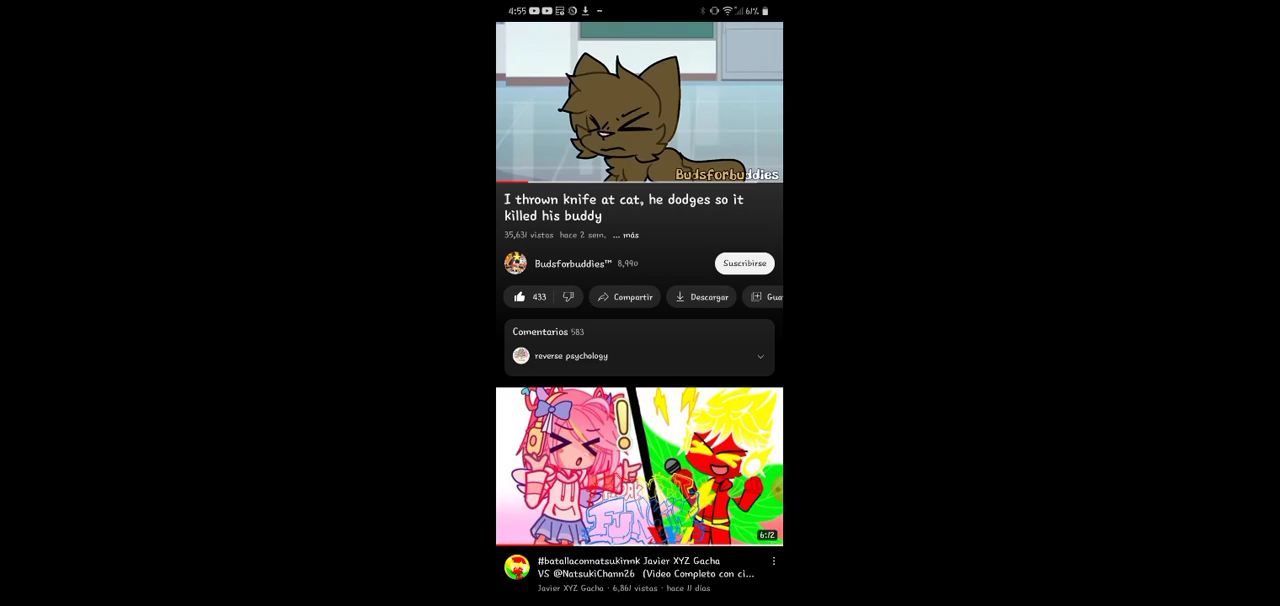 4:55
61%
Budsforbuddies
I thrown knife at cat, he dodges so it
killed his buddy
35,631 vistas hace 2 sem. ... más
Budsforbuddies™ 8,990
Suscribirse
433
Compartir
Descargar
Gua
Comentarios 583
reverse psychology
6:12
#batallaconnatsukirmk Javier XYZ Gacha
VS @NatsukiChann26 (Video Completo con ci...
Javier XYZ Gacha · 6,861 vistas · hace 11 días